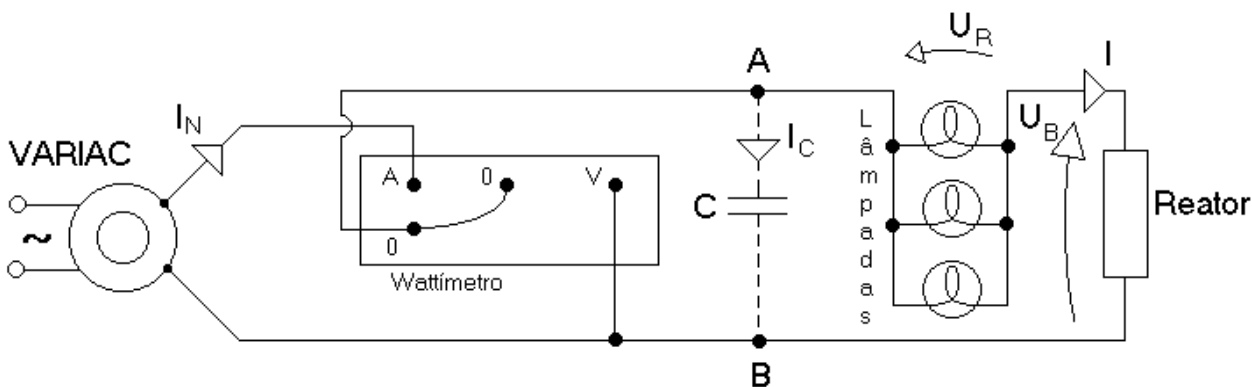 U_R
A
I
I_N
Lâmpadas
U_B
VARIAC
I_C
A 0 V
C
Reator
~
0
Wattímetro
B